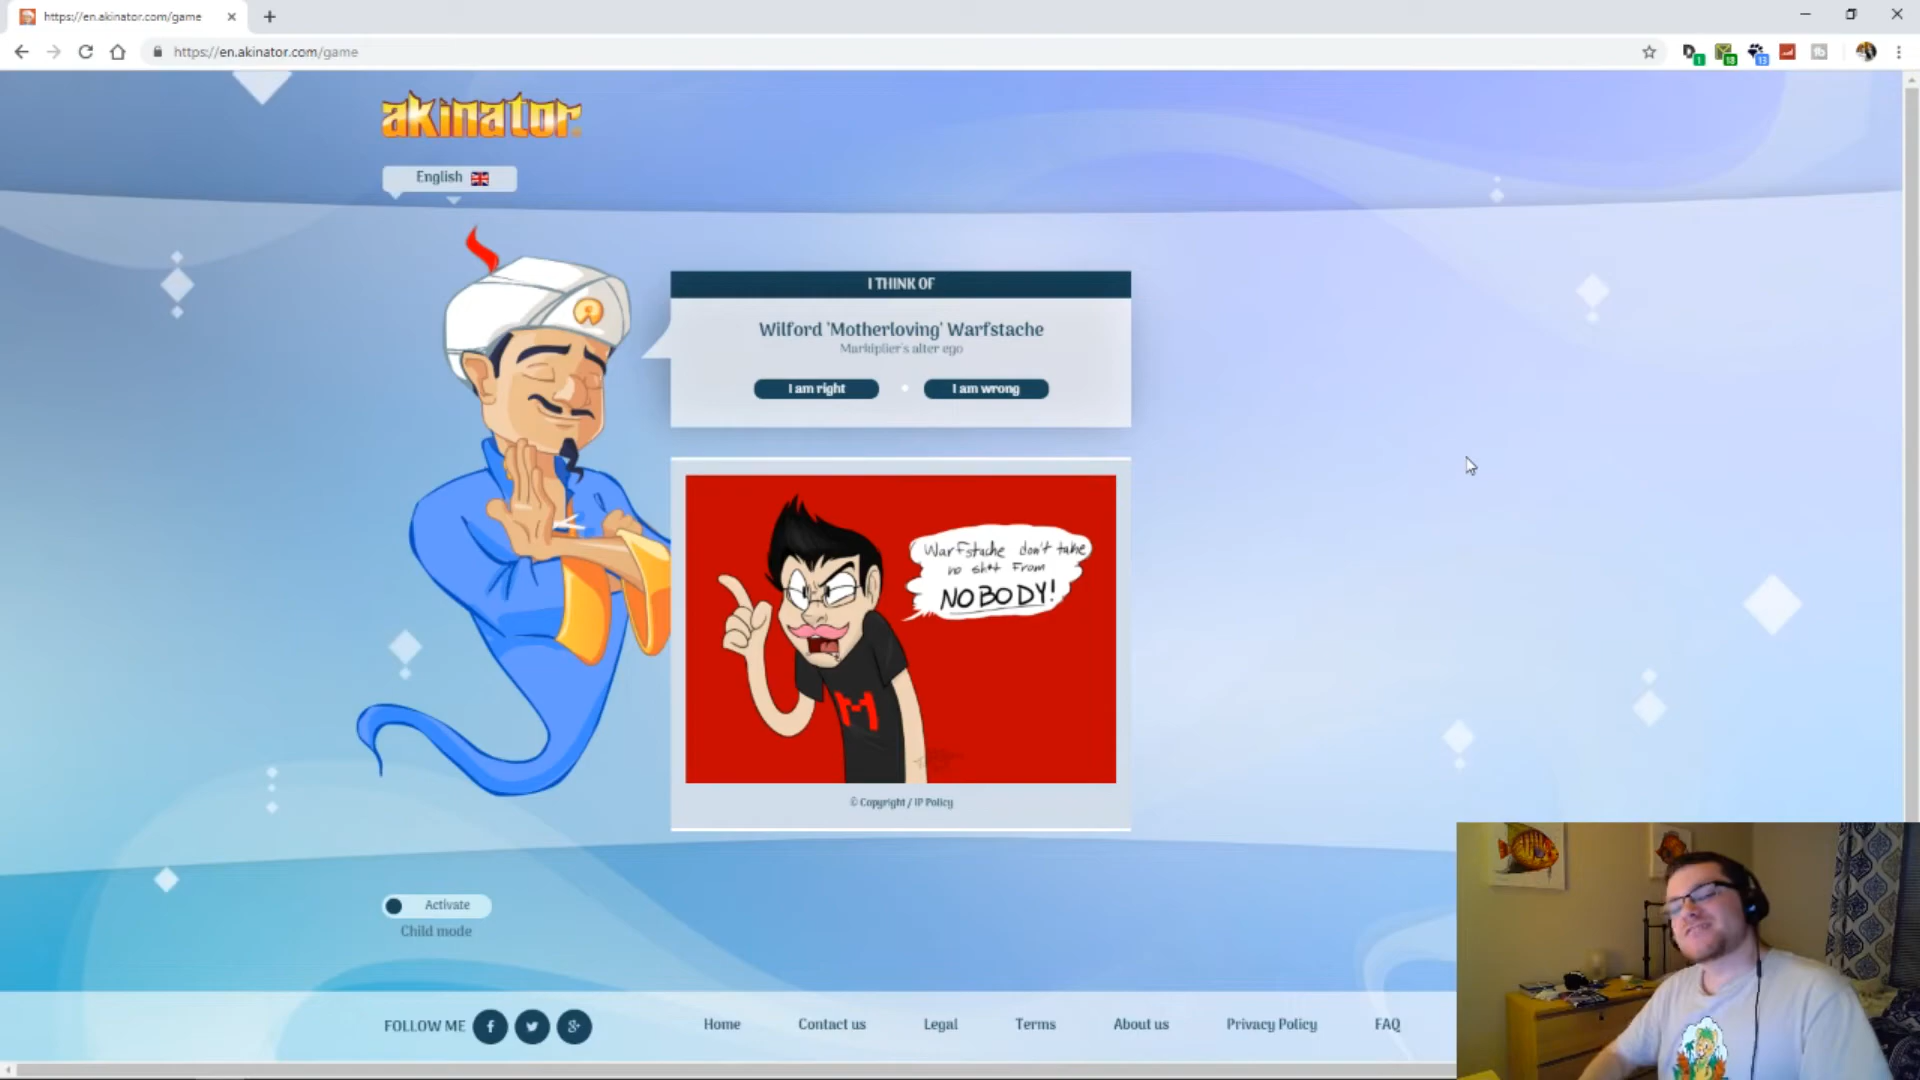 https://en.akinator.com/game
https://en.akinator.com/game
akinator
English
I THINK OF
Wilford 'Motherloving' Warfstache
Markiplier's alter ego
I am right
I am wrong
Warfstache don't take
no sh*t From
NOBODY!
M
© Copyright / IP Policy
Activate
Child mode
FOLLOW ME
Home
Contact us
Legal
Terms
About us
Privacy Policy
FAQ